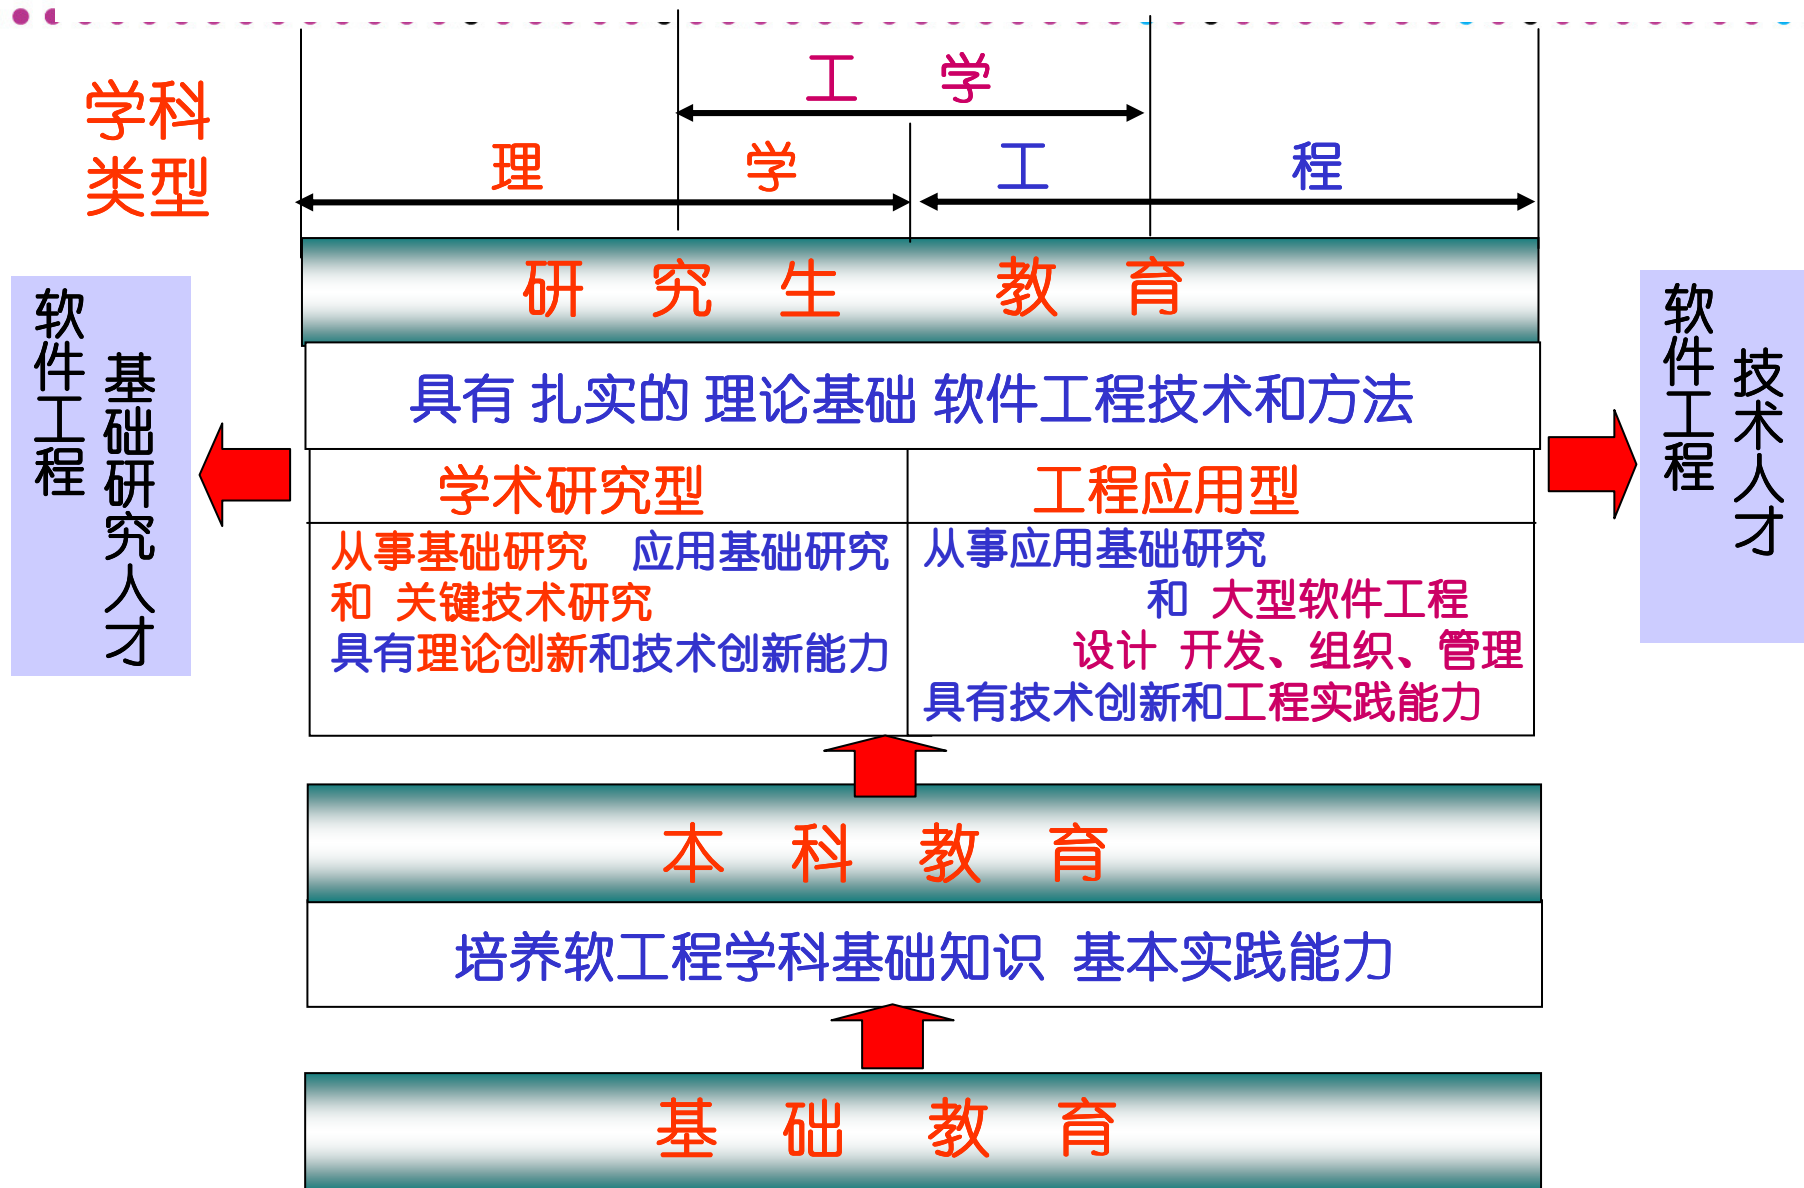 学科
类型
工 学
理 学
工 程
研 究 生 教 育
具有 扎实的 理论基础 软件工程技术和方法
软件工程
基础研究人才
学术研究型
工程应用型
从事基础研究 应用基础研究
和 关键技术研究
具有理论创新和技术创新能力
从事应用基础研究
和 大型软件工程
设计 开发、组织、管理
具有技术创新和工程实践能力
软件工程
技术人才
本 科 教 育
培养软工程学科基础知识 基本实践能力
基 础 教 育